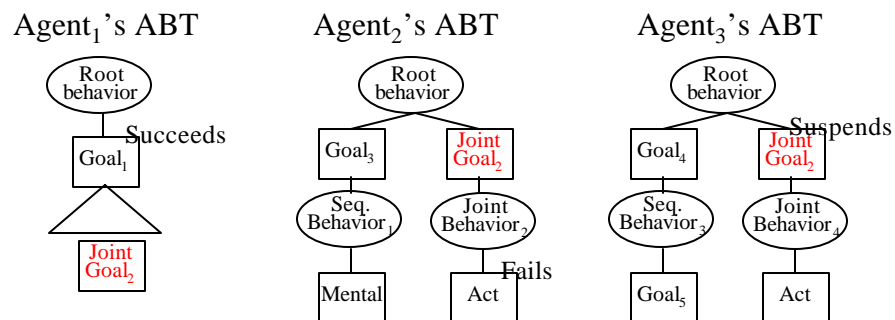 Agent₁'s ABT
Root
behavior
Succeeds
Goal₁
Joint
Goal₂
Agent₂'s ABT
Root
behavior
Goal₃
Joint
Goal₂
Seq.
Behavior₁
Joint
Behavior₂
Fails
Mental
Act
Agent₃'s ABT
Root
behavior
Suspends
Goal₄
Joint
Goal₂
Seq.
Behavior₃
Joint
Behavior₄
Goal₅
Act